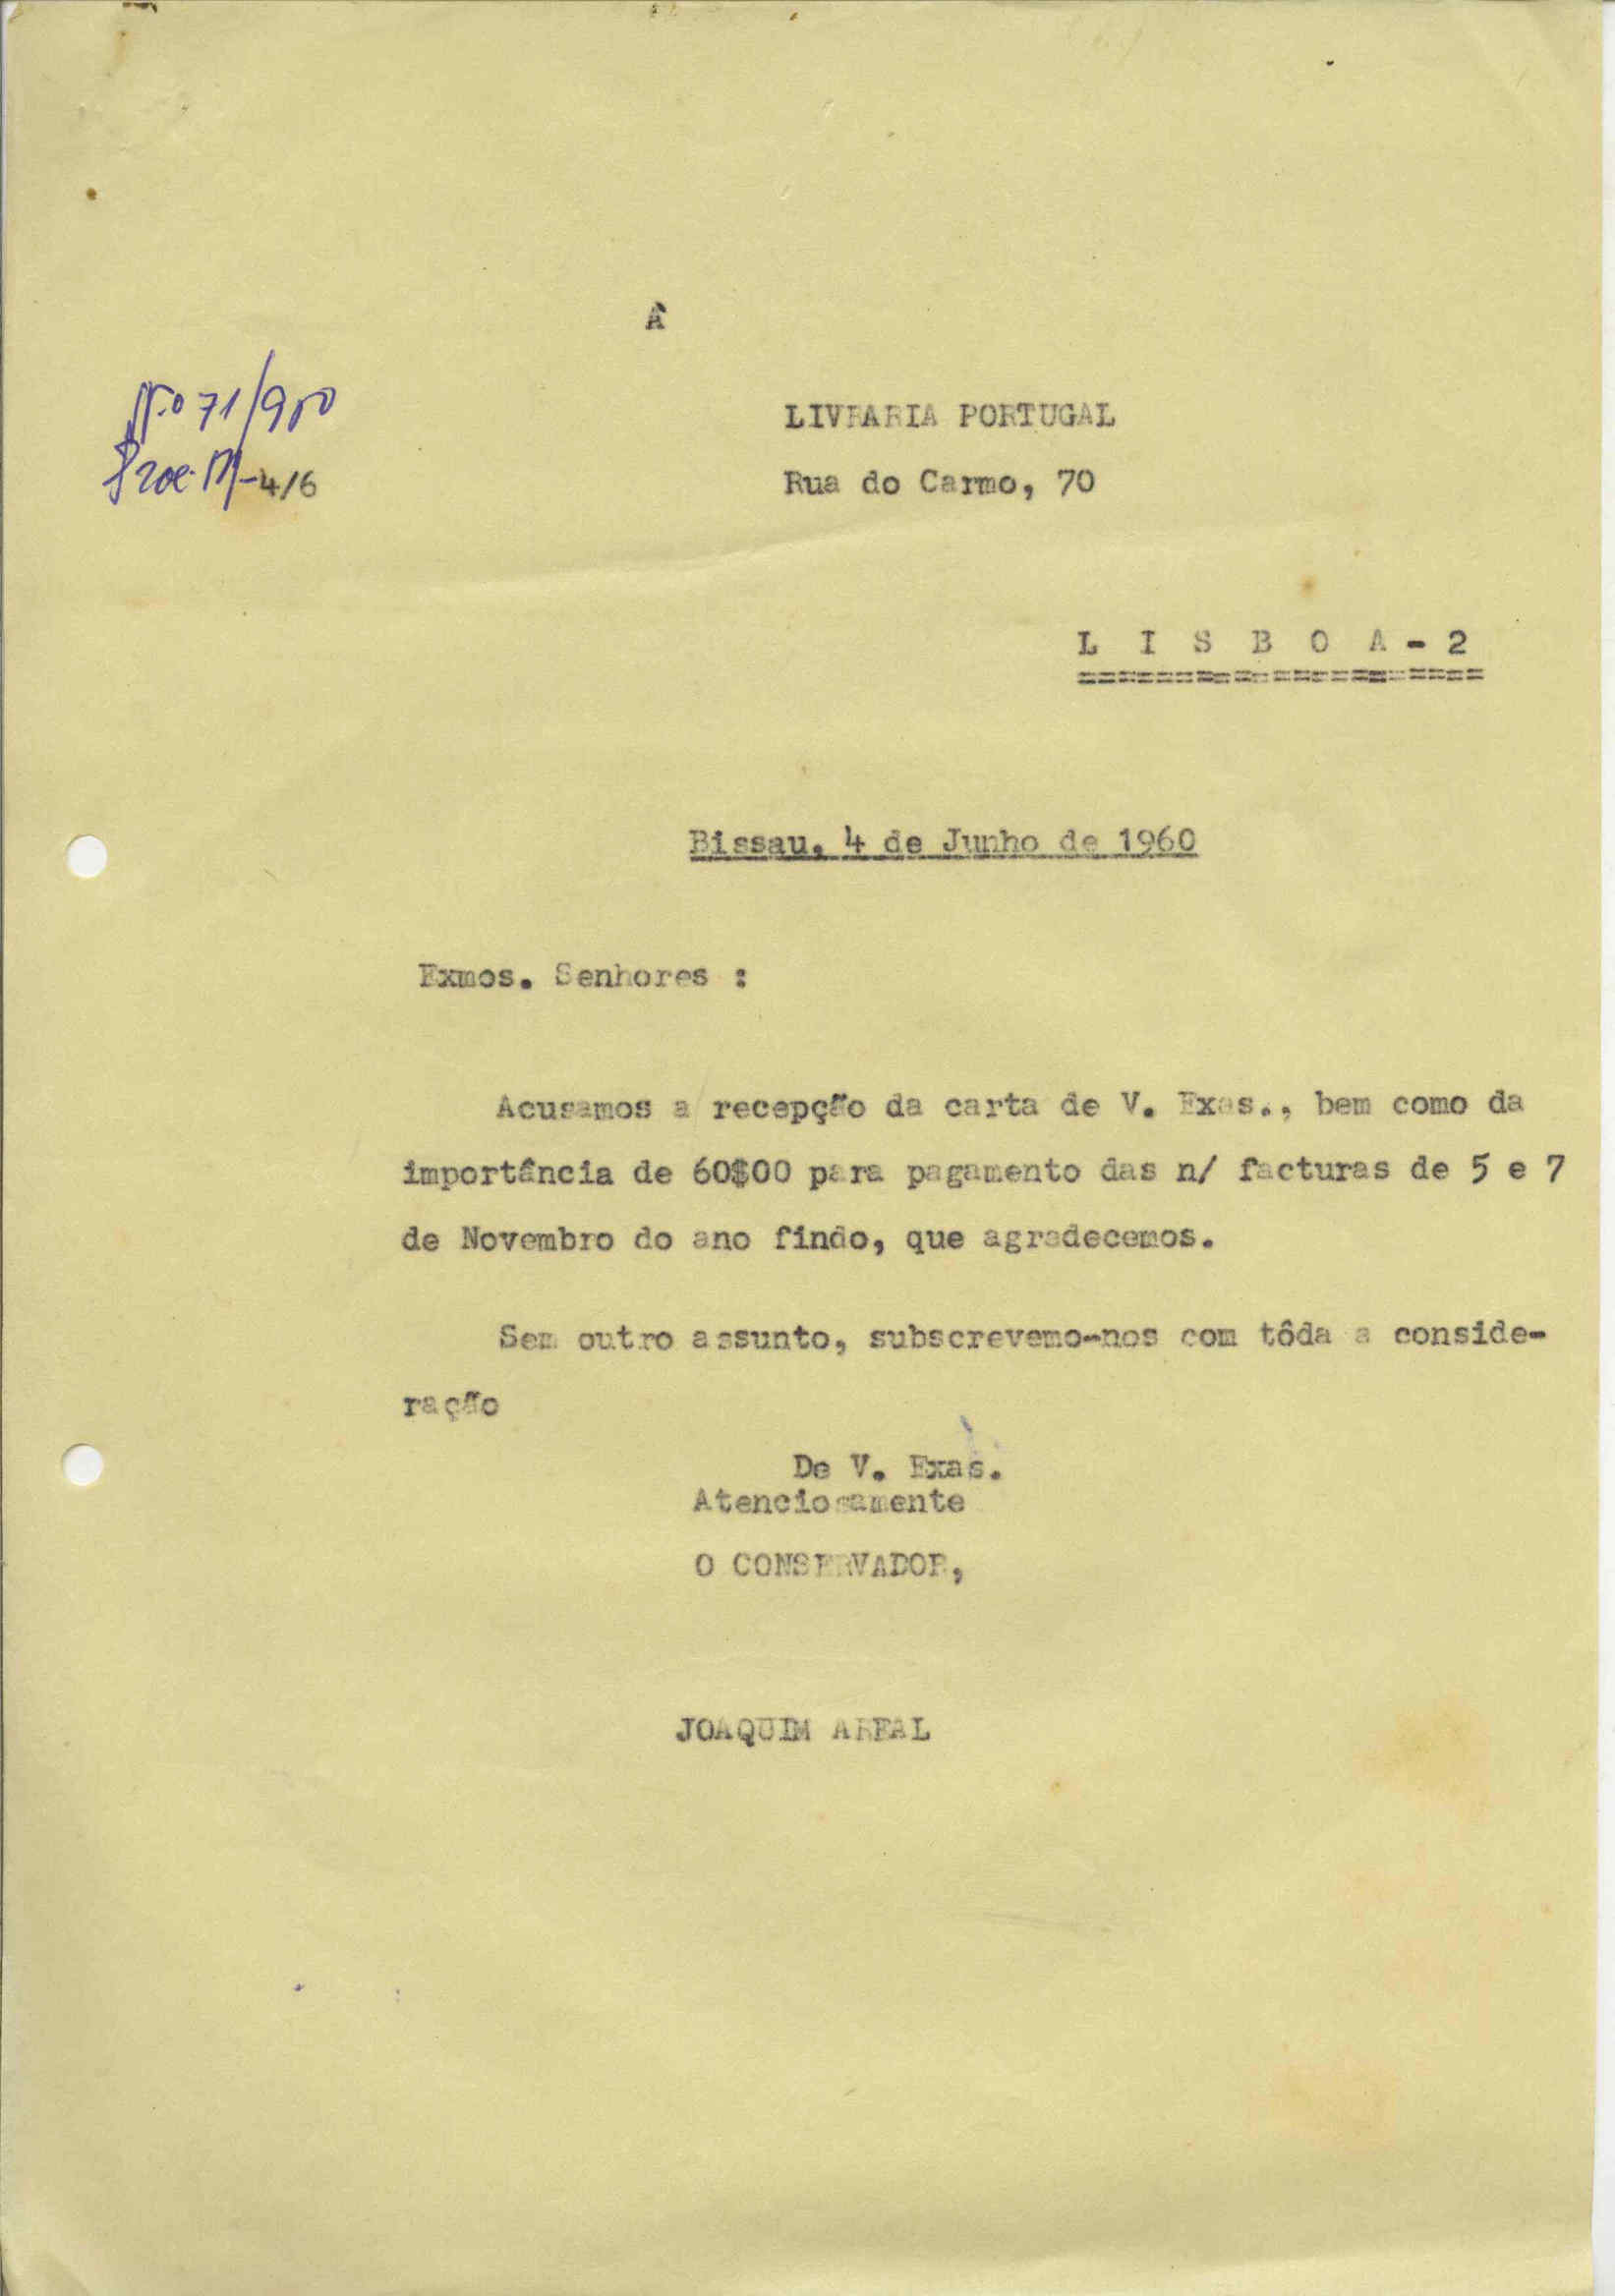 Â
N.o 71/900
Proc. M-4/6
LIVRARIA PORTUGAL
Rua do Carmo, 70
L I S B O A - 2
=====================
Bissau, 4 de Junho de 1960
Exmos. Senhores :
Acusamos a recepção da carta de V. Exas., bem como da
importância de 60$00 para pagamento das n/ facturas de 5 e 7
de Novembro do ano findo, que agradecemos.
Sem outro assunto, subscrevemo-nos com tôda a conside-
ração
De V. Exas.
Atenciosamente
O CONSERVADOR,
JOAQUIM AREAL